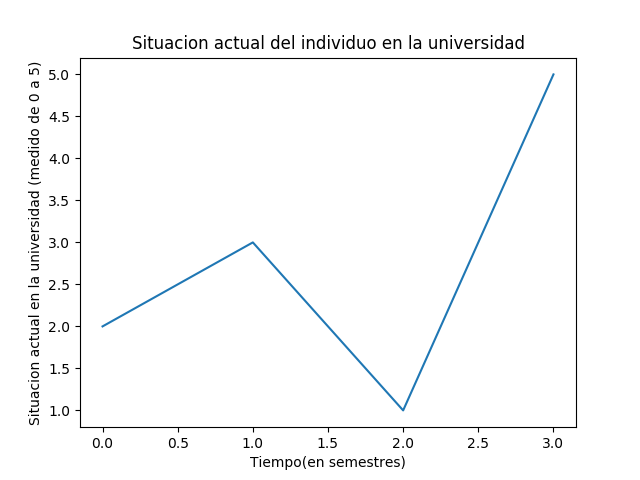 Situacion actual del individuo en la universidad
Situacion actual en la universidad (medido de 0 a 5)
5.0
4.5
4.0
3.5
3.0
2.5
2.0
1.5
1.0
0.0 0.5 1.0 1.5 2.0 2.5 3.0
Tiempo(en semestres)